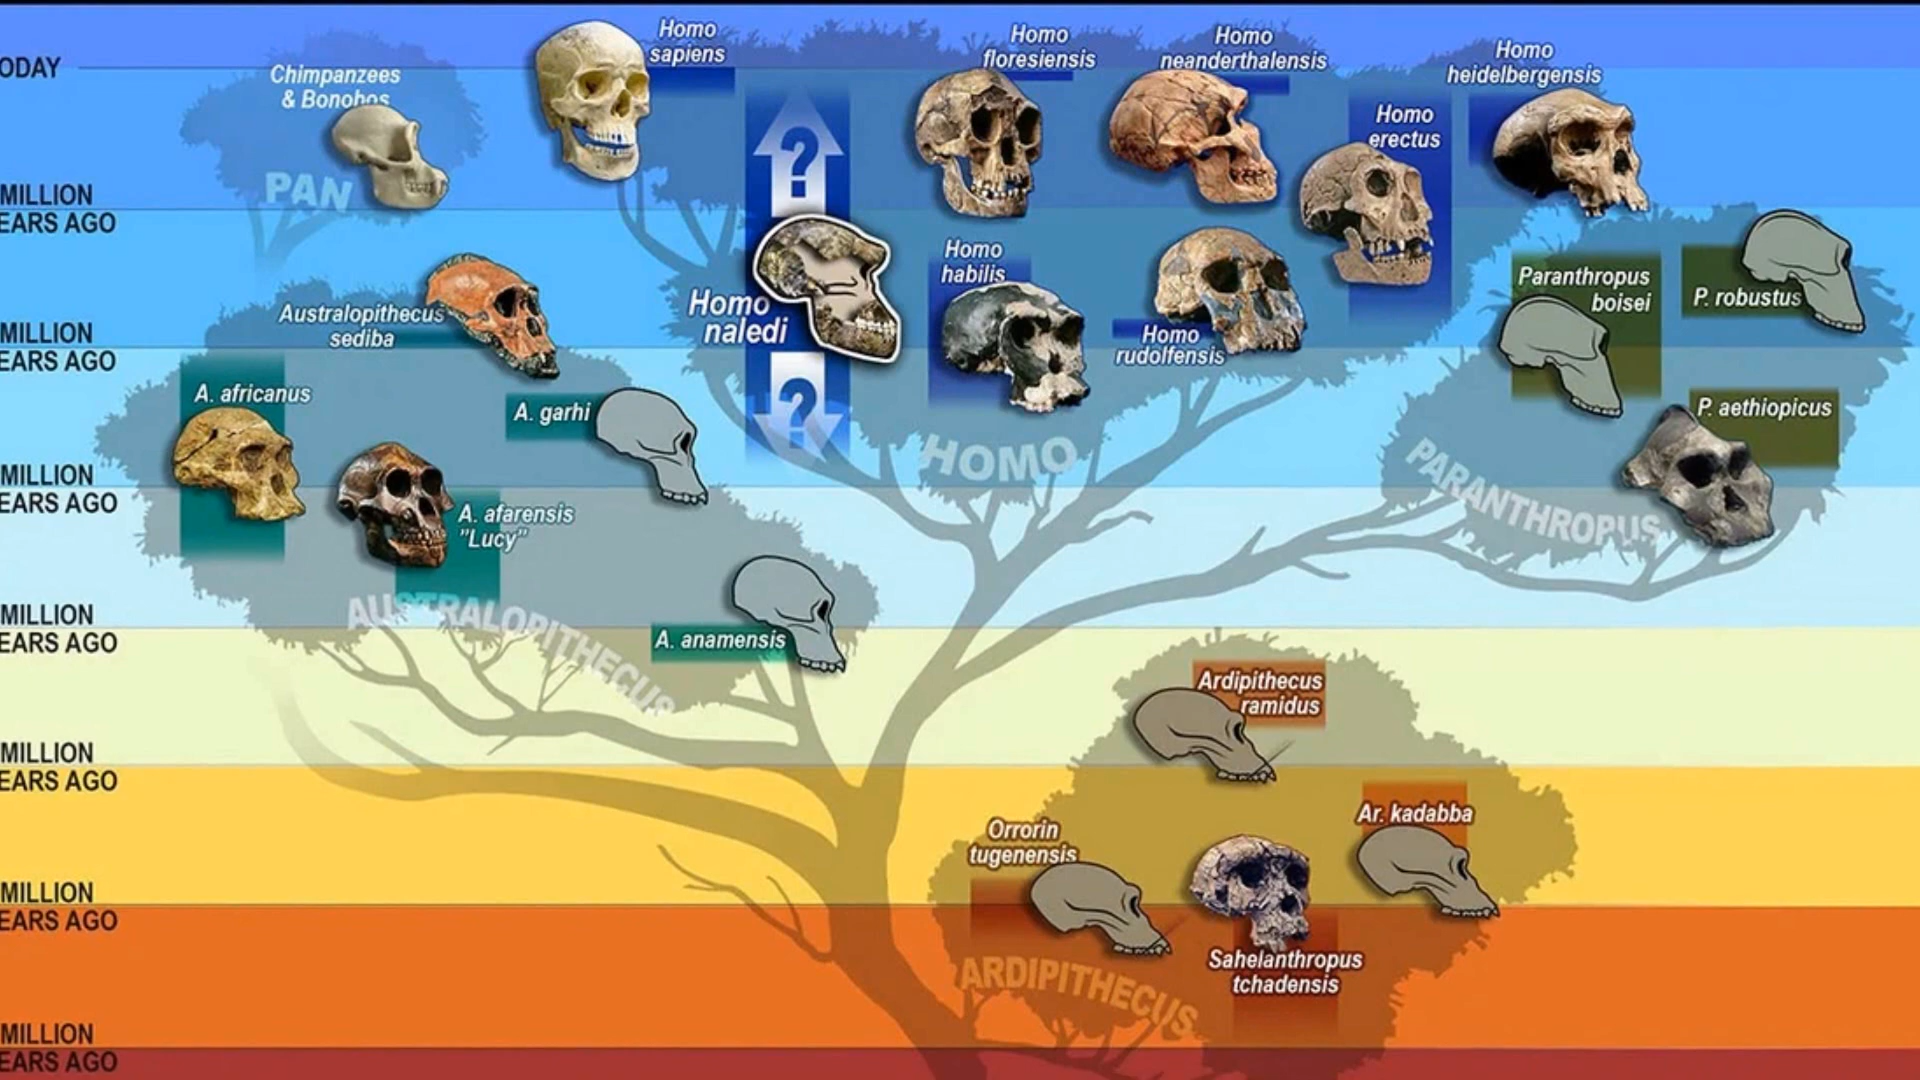 ODAY
Chimpanzees
& Bonobos
PAN
Homo
sapiens
Homo
floresiensis
Homo
neanderthalensis
Homo
heidelbergensis
Homo
erectus
?
MILLION
EARS AGO
Homo
naledi
?
Homo
habilis
Homo
rudolfensis
Paranthropus
boisei
P. robustus
Australopithecus
sediba
MILLION
EARS AGO
A. africanus
A. garhi
P. aethiopicus
HOMO
PARANTHROPUS
MILLION
EARS AGO
A. afarensis
"Lucy"
AUSTRALOPITHECUS
A. anamensis
MILLION
EARS AGO
Ardipithecus
ramidus
MILLION
EARS AGO
Orrorin
tugenensis
Ar. kadabba
MILLION
EARS AGO
Sahelanthropus
tchadensis
ARDIPITHECUS
MILLION
EARS AGO